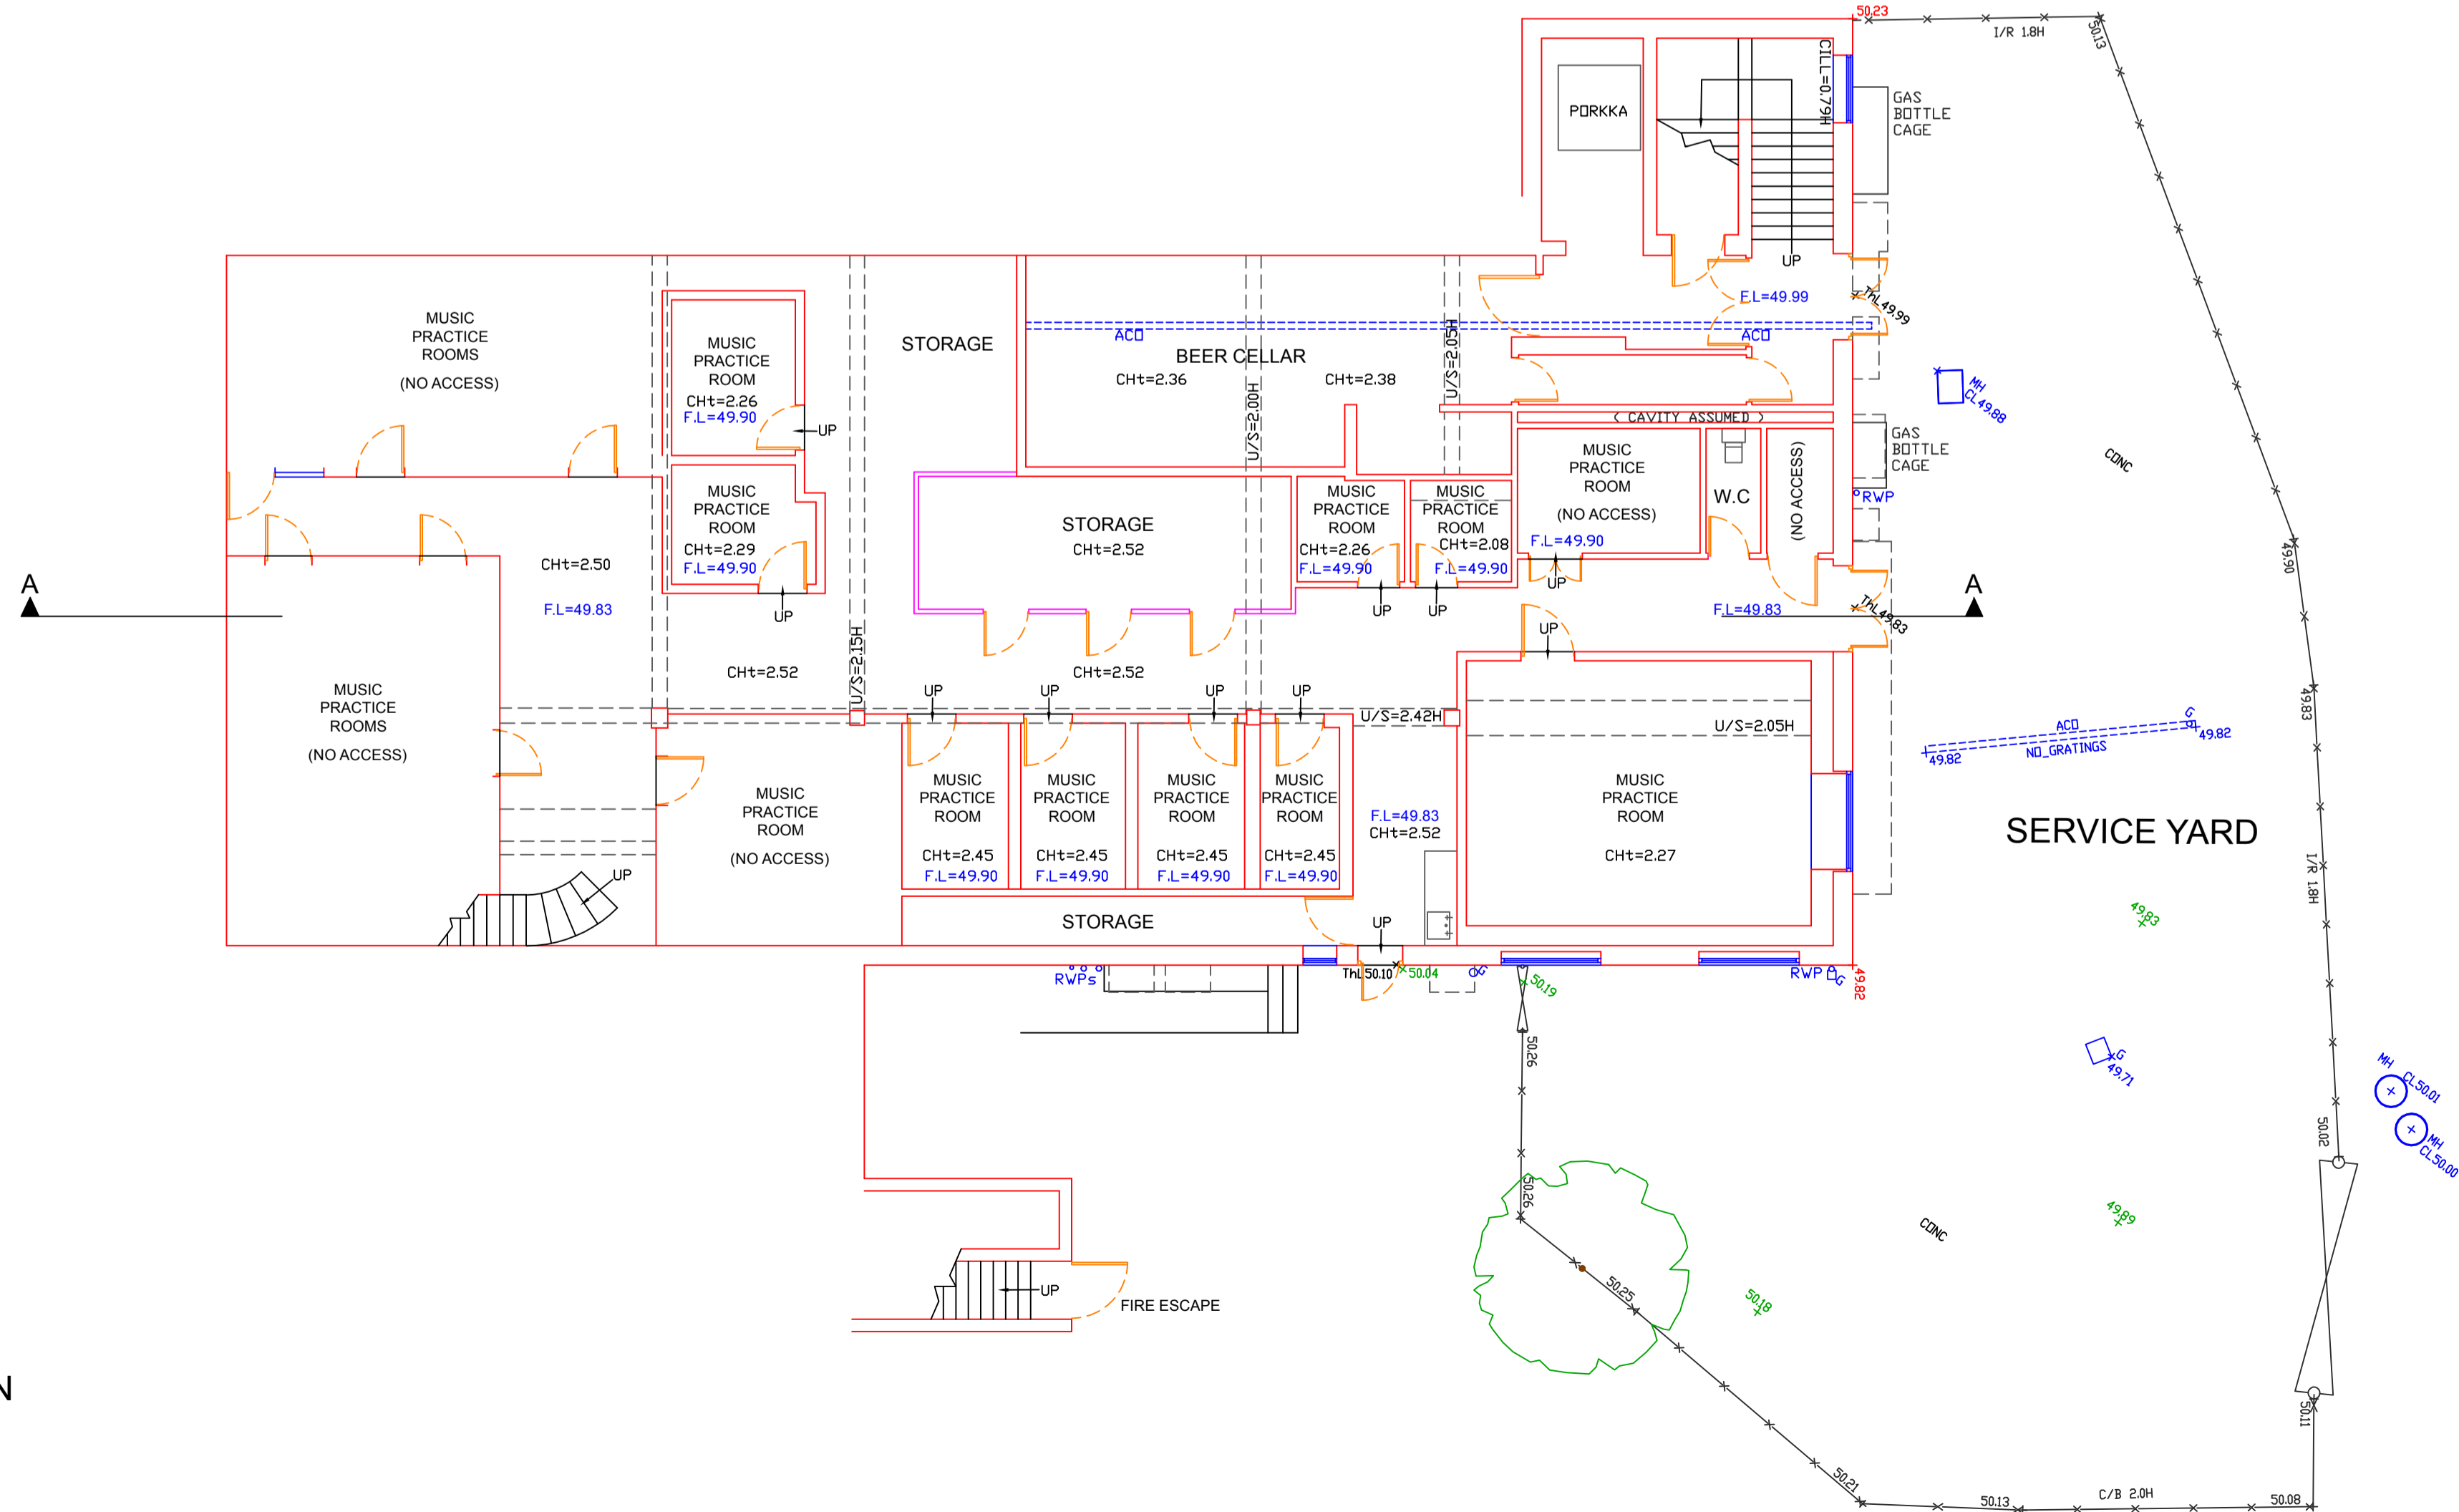 50.23
I/R 1.8H
50.13
CILL=0.79H
PORKKA
GAS
BOTTLE
CAGE
UP
F.L=49.99
ThL49.99
MUSIC
PRACTICE
ROOMS
(NO ACCESS)
MUSIC
PRACTICE
ROOM
CHt=2.26
F.L=49.90
UP
STORAGE
ACO
BEER CELLAR
CHt=2.36
CHt=2.38
U/S=2.00H
U/S=2.05H
ACO
MH
CL49.88
( CAVITY ASSUMED )
GAS
BOTTLE
CAGE
CONC
RWP
MUSIC
PRACTICE
ROOM
(NO ACCESS)
F.L=49.90
W.C
(NO ACCESS)
MUSIC
PRACTICE
ROOM
CHt=2.29
F.L=49.90
UP
STORAGE
CHt=2.52
MUSIC
PRACTICE
ROOM
CHt=2.26
F.L=49.90
UP
MUSIC
PRACTICE
ROOM
CHt=2.08
F.L=49.90
UP
UP
49.90
CHt=2.50
F.L=49.83
A
A
F.L=49.83
ThL49.83
UP
U/S=2.15H
CHt=2.52
CHt=2.52
UP
UP
UP
UP
U/S=2.42H
U/S=2.05H
49.83
MUSIC
PRACTICE
ROOMS
(NO ACCESS)
ACO
G
49.82
NO_GRATINGS
49.82
MUSIC
PRACTICE
ROOM
(NO ACCESS)
MUSIC
PRACTICE
ROOM
CHt=2.45
F.L=49.90
MUSIC
PRACTICE
ROOM
CHt=2.45
F.L=49.90
MUSIC
PRACTICE
ROOM
CHt=2.45
F.L=49.90
MUSIC
PRACTICE
ROOM
CHt=2.45
F.L=49.90
F.L=49.83
CHt=2.52
MUSIC
PRACTICE
ROOM
CHt=2.27
SERVICE YARD
I/R 1.8H
UP
STORAGE
UP
49.83
RWPs
ThL50.10
50.04
G
50.19
RWP
G
49.82
50.26
G
49.71
MH
CL50.01
MH
CL50.00
50.02
50.26
49.89
CONC
50.25
50.18
UP
FIRE ESCAPE
N
50.11
50.21
50.13
C/B 2.0H
50.08